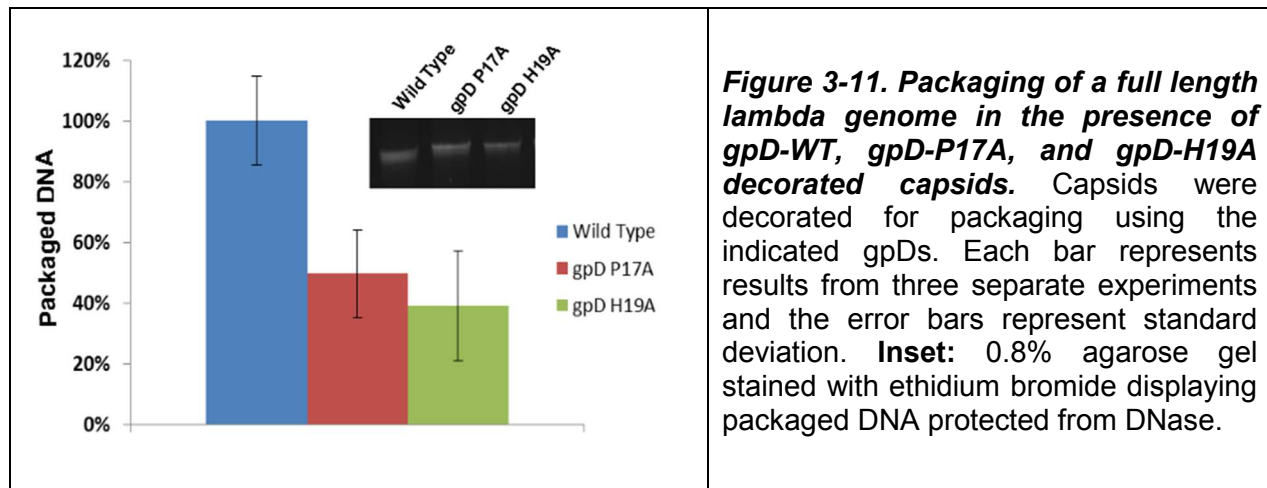 120%
100%
80%
60%
40%
20%
0%
Packaged DNA
Wild Type
gpD P17A
gpD H19A
Wild Type
gpD P17A
gpD H19A
Figure 3-11. Packaging of a full length
lambda genome in the presence of
gpD-WT, gpD-P17A, and gpD-H19A
decorated capsids. Capsids were
decorated for packaging using the
indicated gpDs. Each bar represents
results from three separate experiments
and the error bars represent standard
deviation. Inset: 0.8% agarose gel
stained with ethidium bromide displaying
packaged DNA protected from DNase.